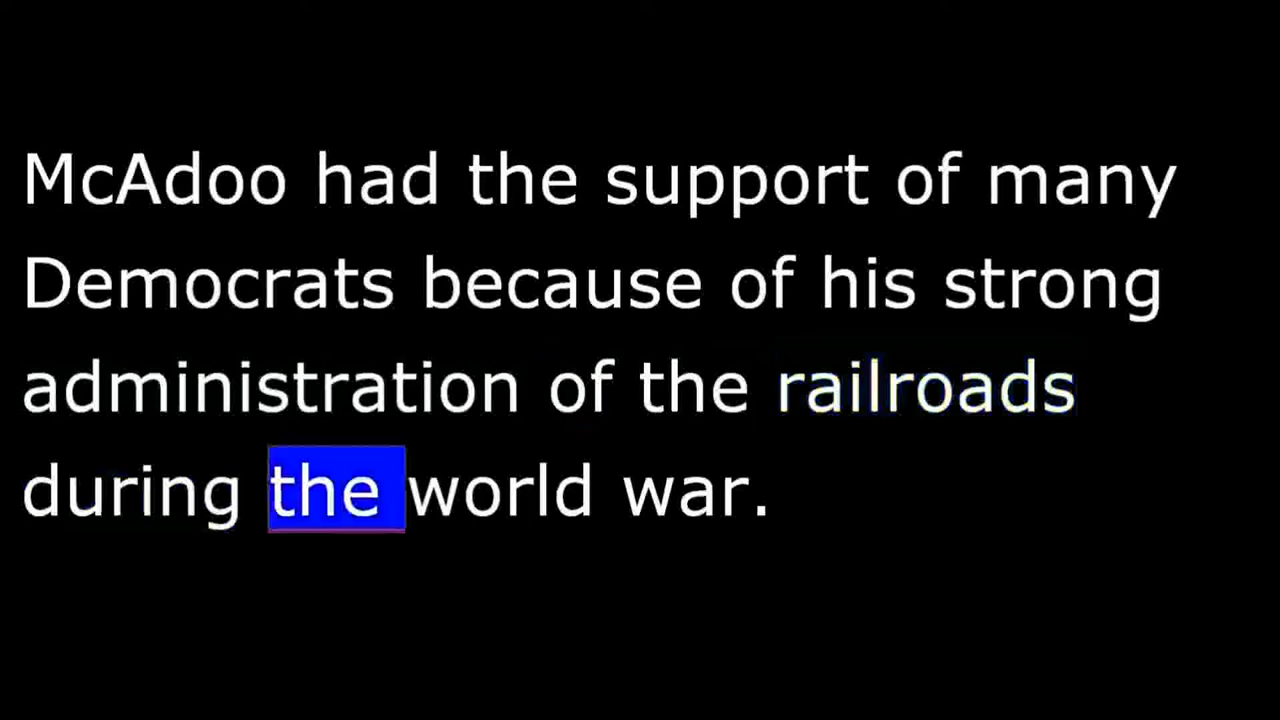 McAdoo had the support of many
Democrats because of his strong
administration of the railroads
during the world war.